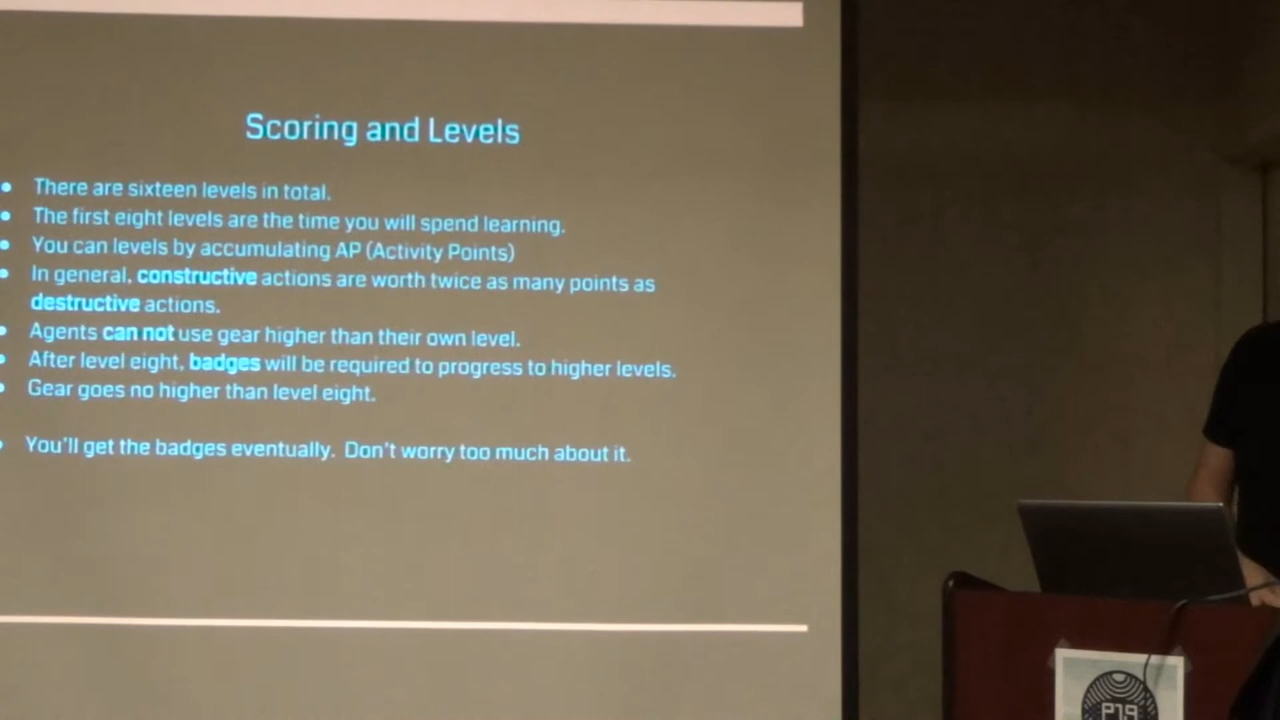 Scoring and Levels
There are sixteen levels in total.
The first eight levels are the time you will spend learning.
You can levels by accumulating AP (Activity Points)
In general, constructive actions are worth twice as many points as
destructive actions.
Agents can not use gear higher than their own level.
After level eight, badges will be required to progress to higher levels.
Gear goes no higher than level eight.
You'll get the badges eventually. Don't worry too much about it.
P19